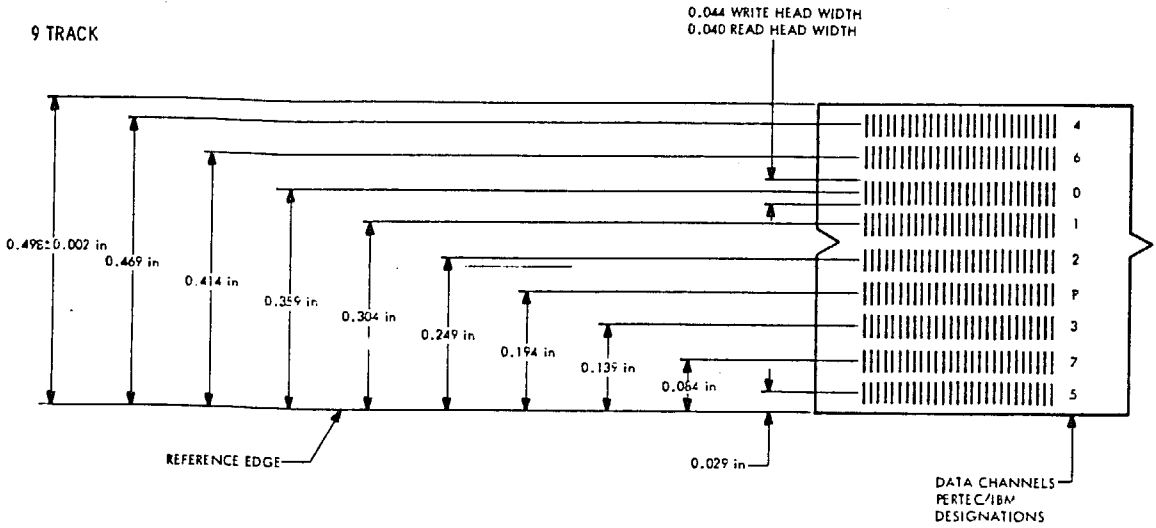 0.044 WRITE HEAD WIDTH
0.040 READ HEAD WIDTH
9 TRACK
4
6
0
1
2
P
3
7
5
0.498±0.002 in
0.469 in
0.414 in
0.359 in
0.304 in
0.249 in
0.194 in
0.139 in
0.084 in
0.029 in
REFERENCE EDGE
DATA CHANNELS
PERTEC/IBM
DESIGNATIONS